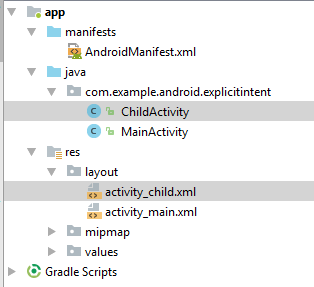 app
manifests
AndroidManifest.xml
java
com.example.android.explicitintent
C ChildActivity
C MainActivity
res
layout
activity_child.xml
activity_main.xml
mipmap
values
Gradle Scripts